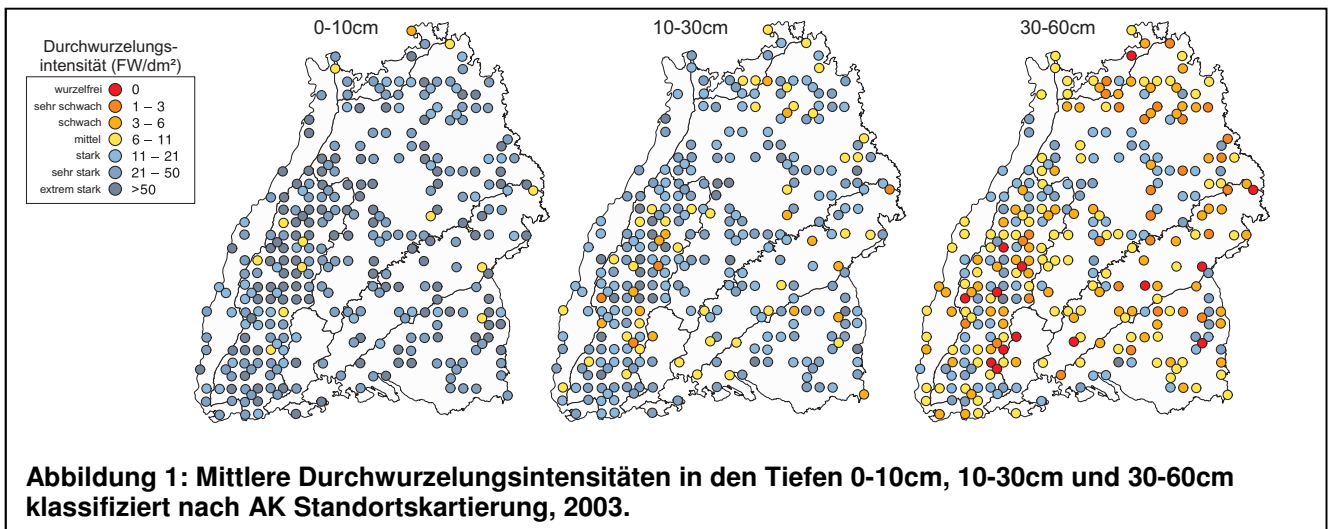 0-10cm
10-30cm
30-60cm
Durchwurzelungs-
intensität (FW/dm²)
wurzelfrei 0
sehr schwach 1 – 3
schwach 3 – 6
mittel 6 – 11
stark 11 – 21
sehr stark 21 – 50
extrem stark >50
Abbildung 1: Mittlere Durchwurzelungsintensitäten in den Tiefen 0-10cm, 10-30cm und 30-60cm
klassifiziert nach AK Standortskartierung, 2003.